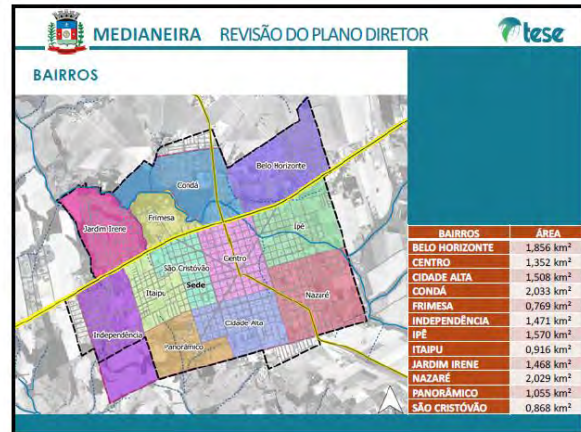 MEDIANEIRA REVISÃO DO PLANO DIRETOR
tese
BAIRROS
Belo Horizonte
Condá
Jardim Irene
Frimesa
Ipê
Centro
São Cristóvão
Sede
Itaipu
Nazaré
Independência
Cidade Alta
Panorâmico
BAIRROS ÁREA
BELO HORIZONTE 1,856 km²
CENTRO 1,352 km²
CIDADE ALTA 1,508 km²
CONDÁ 2,033 km²
FRIMESA 0,769 km²
INDEPENDÊNCIA 1,471 km²
IPÊ 1,570 km²
ITAIPU 0,916 km²
JARDIM IRENE 1,468 km²
NAZARÉ 2,029 km²
PANORÂMICO 1,055 km²
SÃO CRISTÓVÃO 0,868 km²